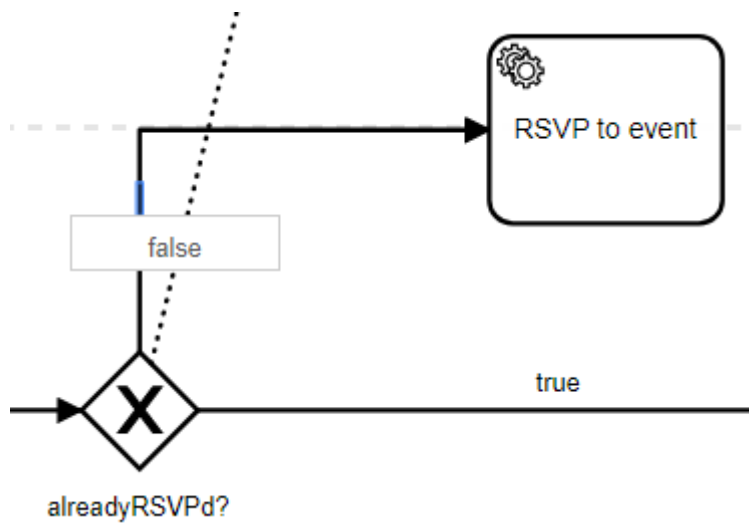 RSVP to event
false
true
X
alreadyRSVPd?